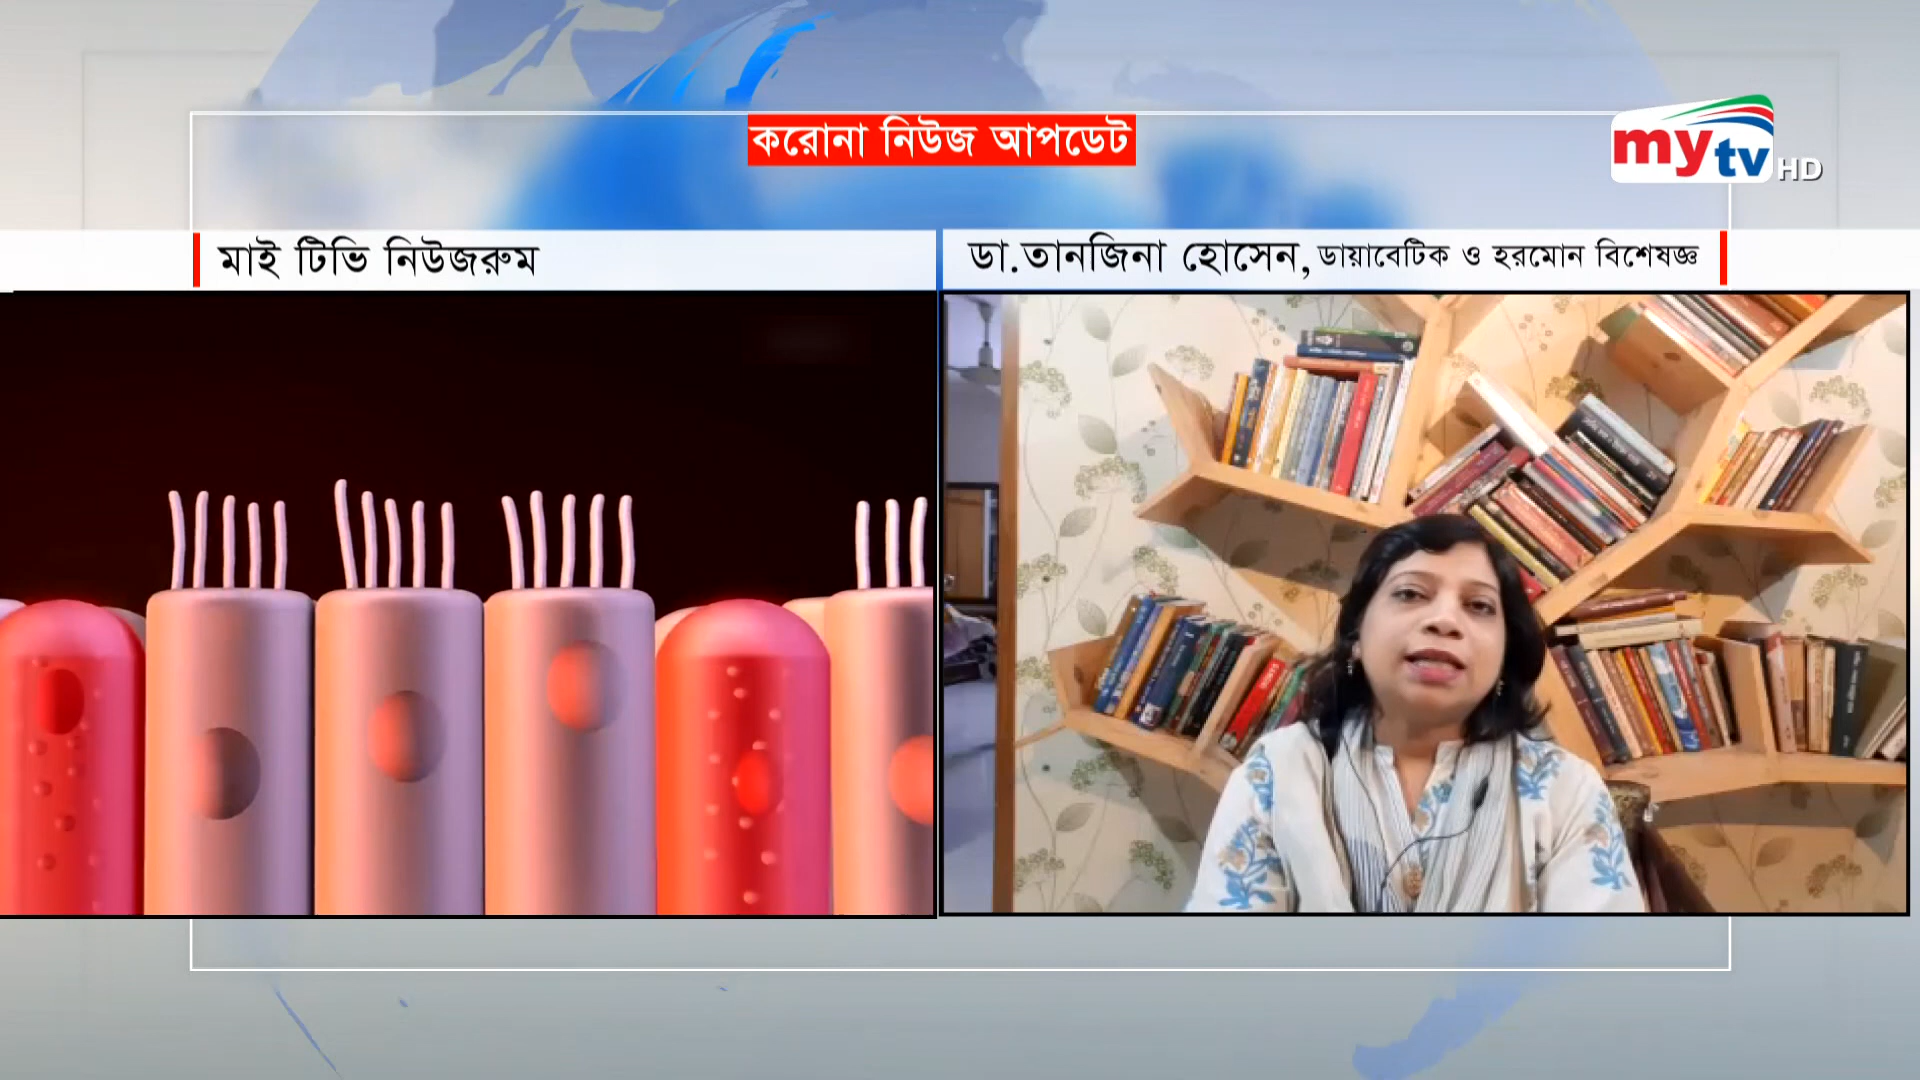 করোনা নিউজ আপডেট
mytv HD
মাই টিভি নিউজরুম
ডা.তানজিনা হোসেন, ডায়াবেটিক ও হরমোন বিশেষজ্ঞ